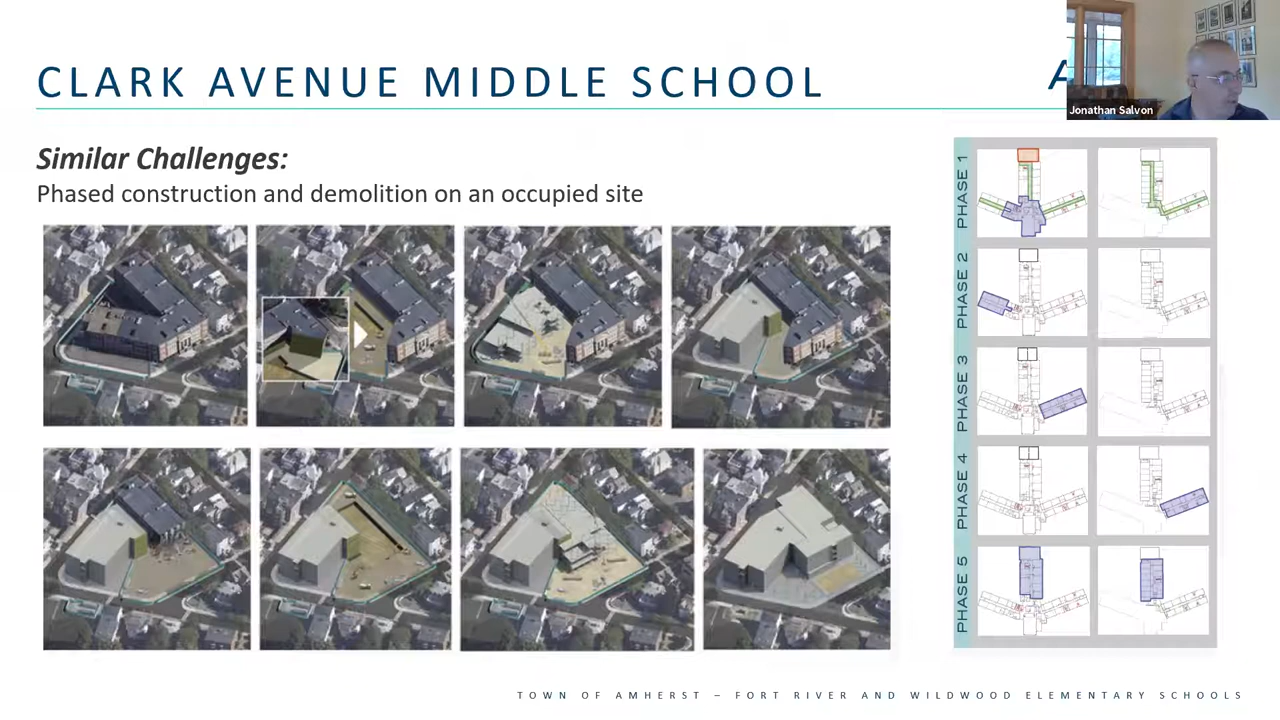 CLARK AVENUE MIDDLE SCHOOL
A
Jonathan Salvon
Similar Challenges:
Phased construction and demolition on an occupied site
PHASE 1
PHASE 2
PHASE 3
PHASE 4
PHASE 5
TOWN OF AMHERST – FORT RIVER AND WILDWOOD ELEMENTARY SCHOOLS